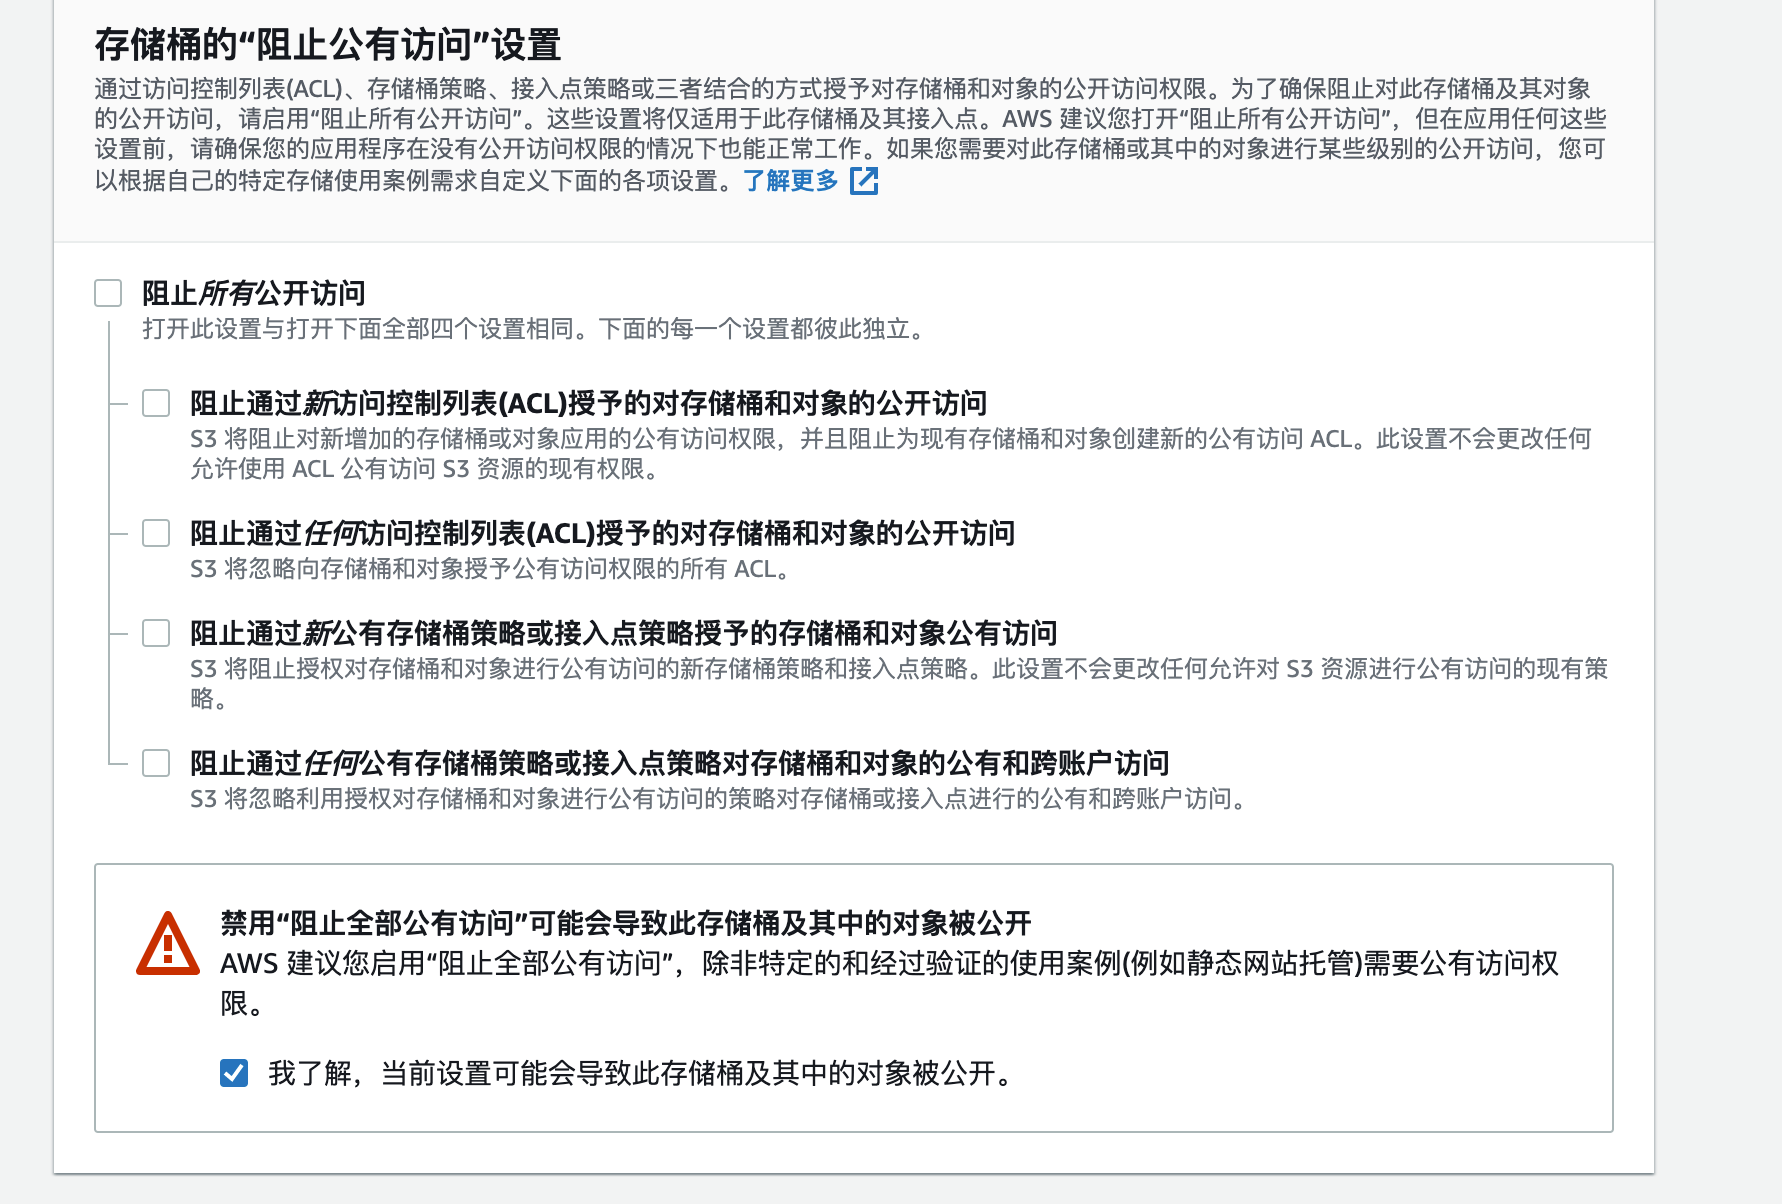 存储桶的“阻止公有访问”设置
通过访问控制列表(ACL)、存储桶策略、接入点策略或三者结合的方式授予对存储桶和对象的公开访问权限。为了确保阻止对此存储桶及其对象
的公开访问，请启用“阻止所有公开访问”。这些设置将仅适用于此存储桶及其接入点。AWS 建议您打开“阻止所有公开访问”，但在应用任何这些
设置前，请确保您的应用程序在没有公开访问权限的情况下也能正常工作。如果您需要对此存储桶或其中的对象进行某些级别的公开访问，您可
以根据自己的特定存储使用案例需求自定义下面的各项设置。了解更多
阻止所有公开访问
打开此设置与打开下面全部四个设置相同。下面的每一个设置都彼此独立。
阻止通过新访问控制列表(ACL)授予的对存储桶和对象的公开访问
S3 将阻止对新增加的存储桶或对象应用的公有访问权限，并且阻止为现有存储桶和对象创建新的公有访问 ACL。此设置不会更改任何
允许使用 ACL 公有访问 S3 资源的现有权限。
阻止通过任何访问控制列表(ACL)授予的对存储桶和对象的公开访问
S3 将忽略向存储桶和对象授予公有访问权限的所有 ACL。
阻止通过新公有存储桶策略或接入点策略授予的存储桶和对象公有访问
S3 将阻止授权对存储桶和对象进行公有访问的新存储桶策略和接入点策略。此设置不会更改任何允许对 S3 资源进行公有访问的现有策
略。
阻止通过任何公有存储桶策略或接入点策略对存储桶和对象的公有和跨账户访问
S3 将忽略利用授权对存储桶和对象进行公有访问的策略对存储桶或接入点进行的公有和跨账户访问。
禁用“阻止全部公有访问”可能会导致此存储桶及其中的对象被公开
AWS 建议您启用“阻止全部公有访问”，除非特定的和经过验证的使用案例(例如静态网站托管)需要公有访问权
限。
我了解，当前设置可能会导致此存储桶及其中的对象被公开。